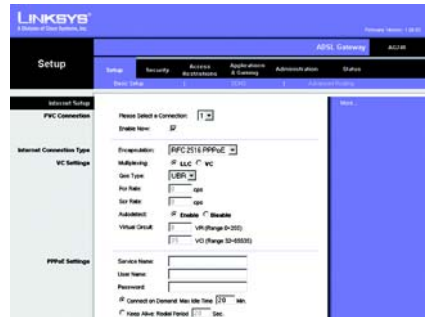 LINKSYS®
A Division of Cisco Systems, Inc.
Firmware Version: 1.00.03
ADSL Gateway AG241
Setup
Setup Security Access Restrictions Applications & Gaming Administration Status
Basic Setup DDNS Advanced Routing
Internet Setup
More...
PVC Connection
Please Select a Connection: 1
Enable Now:
Internet Connection Type
Encapsulation: RFC 2516 PPPoE
VC Settings
Multiplexing: LLC VC
Qos Type: UBR
Pcr Rate: cps
Scr Rate: cps
Autodetect: Enable Disable
Virtual Circuit: VPI (Range 0~255)
VCI (Range 32~65535)
PPPoE Settings
Service Name:
User Name:
Password:
Connect on Demand: Max Idle Time 20 Min.
Keep Alive: Redial Period 20 Sec.